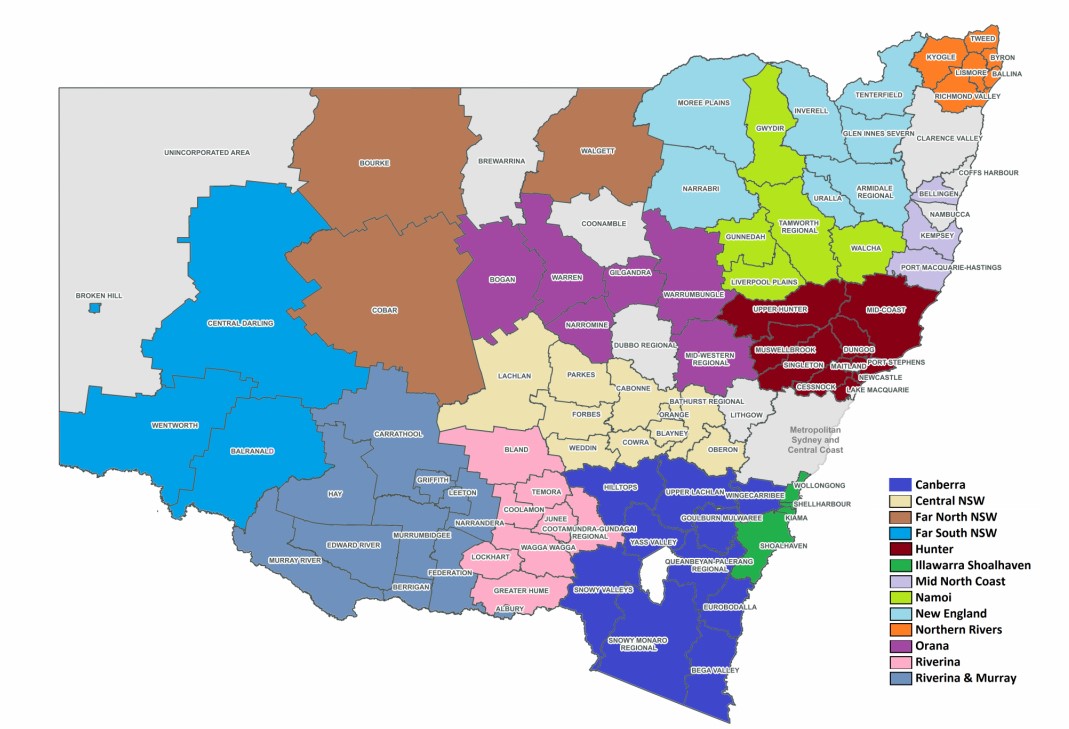 TWEED
KYOGLE
BYRON
LISMORE
BALLINA
RICHMOND VALLEY
TENTERFIELD
MOREE PLAINS
INVERELL
GWYDIR
GLEN INNES SEVERN
CLARENCE VALLEY
UNINCORPORATED AREA
BOURKE
BREWARRINA
WALGETT
COFFS HARBOUR
NARRABRI
URALLA
ARMIDALE
REGIONAL
BELLINGEN
NAMBUCCA
COONAMBLE
TAMWORTH
REGIONAL
GUNNEDAH
KEMPSEY
WALCHA
PORT MACQUARIE-HASTINGS
BOGAN
WARREN
GILGANDRA
LIVERPOOL PLAINS
WARRUMBUNGLE
BROKEN HILL
CENTRAL DARLING
COBAR
UPPER HUNTER
MID-COAST
NARROMINE
DUBBO REGIONAL
MID-WESTERN
REGIONAL
MUSWELLBROOK
DUNGOG
SINGLETON
MAITLAND
PORT STEPHENS
NEWCASTLE
CESSNOCK
LAKE MACQUARIE
LACHLAN
PARKES
CABONNE
BATHURST REGIONAL
FORBES
ORANGE
LITHGOW
BLAYNEY
WENTWORTH
BALRANALD
CARRATHOOL
BLAND
WEDDIN
COWRA
OBERON
Metropolitan
Sydney and
Central Coast
GRIFFITH
LEETON
HAY
TEMORA
HILLTOPS
UPPER LACHLAN
WINGECARRIBEE
WOLLONGONG
SHELLHARBOUR
KIAMA
COOLAMON
JUNEE
NARRANDERA
COOTAMUNDRA-GUNDAGAI
REGIONAL
GOULBURN MULWAREE
MURRUMBIDGEE
EDWARD RIVER
WAGGA WAGGA
YASS VALLEY
SHOALHAVEN
MURRAY RIVER
LOCKHART
QUEANBEYAN-PALERANG
REGIONAL
FEDERATION
BERRIGAN
GREATER HUME
SNOWY VALLEYS
ALBURY
EUROBODALLA
SNOWY MONARO
REGIONAL
BEGA VALLEY
Canberra
Central NSW
Far North NSW
Far South NSW
Hunter
Illawarra Shoalhaven
Mid North Coast
Namoi
New England
Northern Rivers
Orana
Riverina
Riverina & Murray